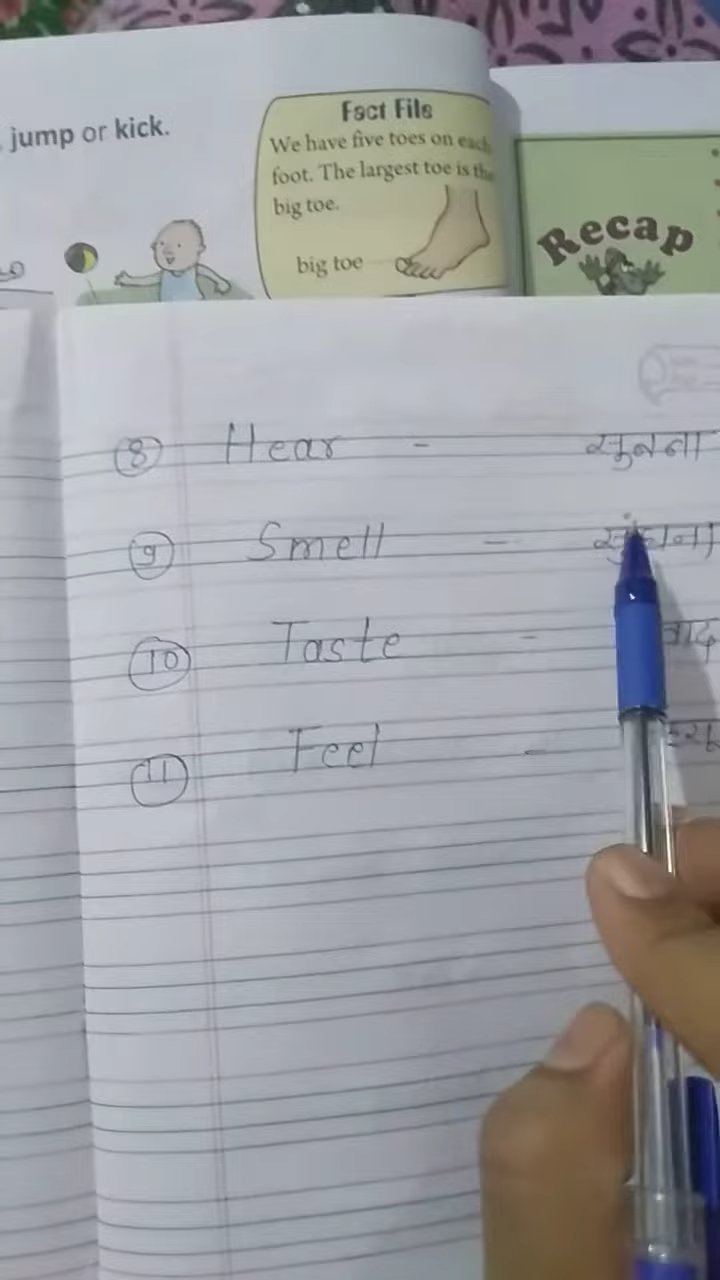 jump or kick.
Fact File
We have five toes on each
foot. The largest toe is the
big toe.
big toe
Recap
8 Hear - सुनना
9 Smell -
10 Taste -
11 Feel -